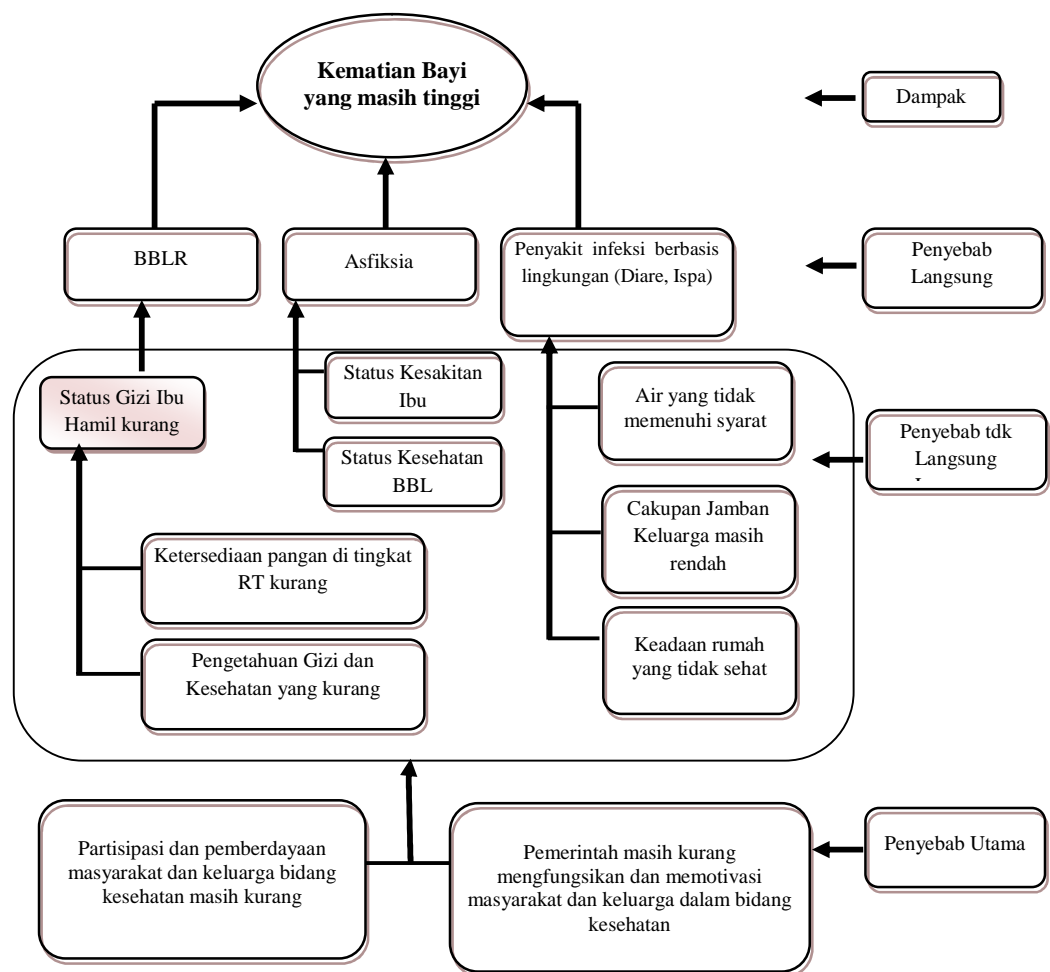 Kematian Bayi
yang masih tinggi
Dampak
BBLR
Asfiksia
Penyakit infeksi berbasis
lingkungan (Diare, Ispa)
Penyebab
Langsung
Status Gizi Ibu
Hamil kurang
Status Kesakitan
Ibu
Status Kesehatan
BBL
Air yang tidak
memenuhi syarat
Penyebab tdk
Langsung
Cakupan Jamban
Keluarga masih
rendah
Ketersediaan pangan di tingkat
RT kurang
Keadaan rumah
yang tidak sehat
Pengetahuan Gizi dan
Kesehatan yang kurang
Partisipasi dan pemberdayaan
masyarakat dan keluarga bidang
kesehatan masih kurang
Pemerintah masih kurang
mengfungsikan dan memotivasi
masyarakat dan keluarga dalam bidang
kesehatan
Penyebab Utama